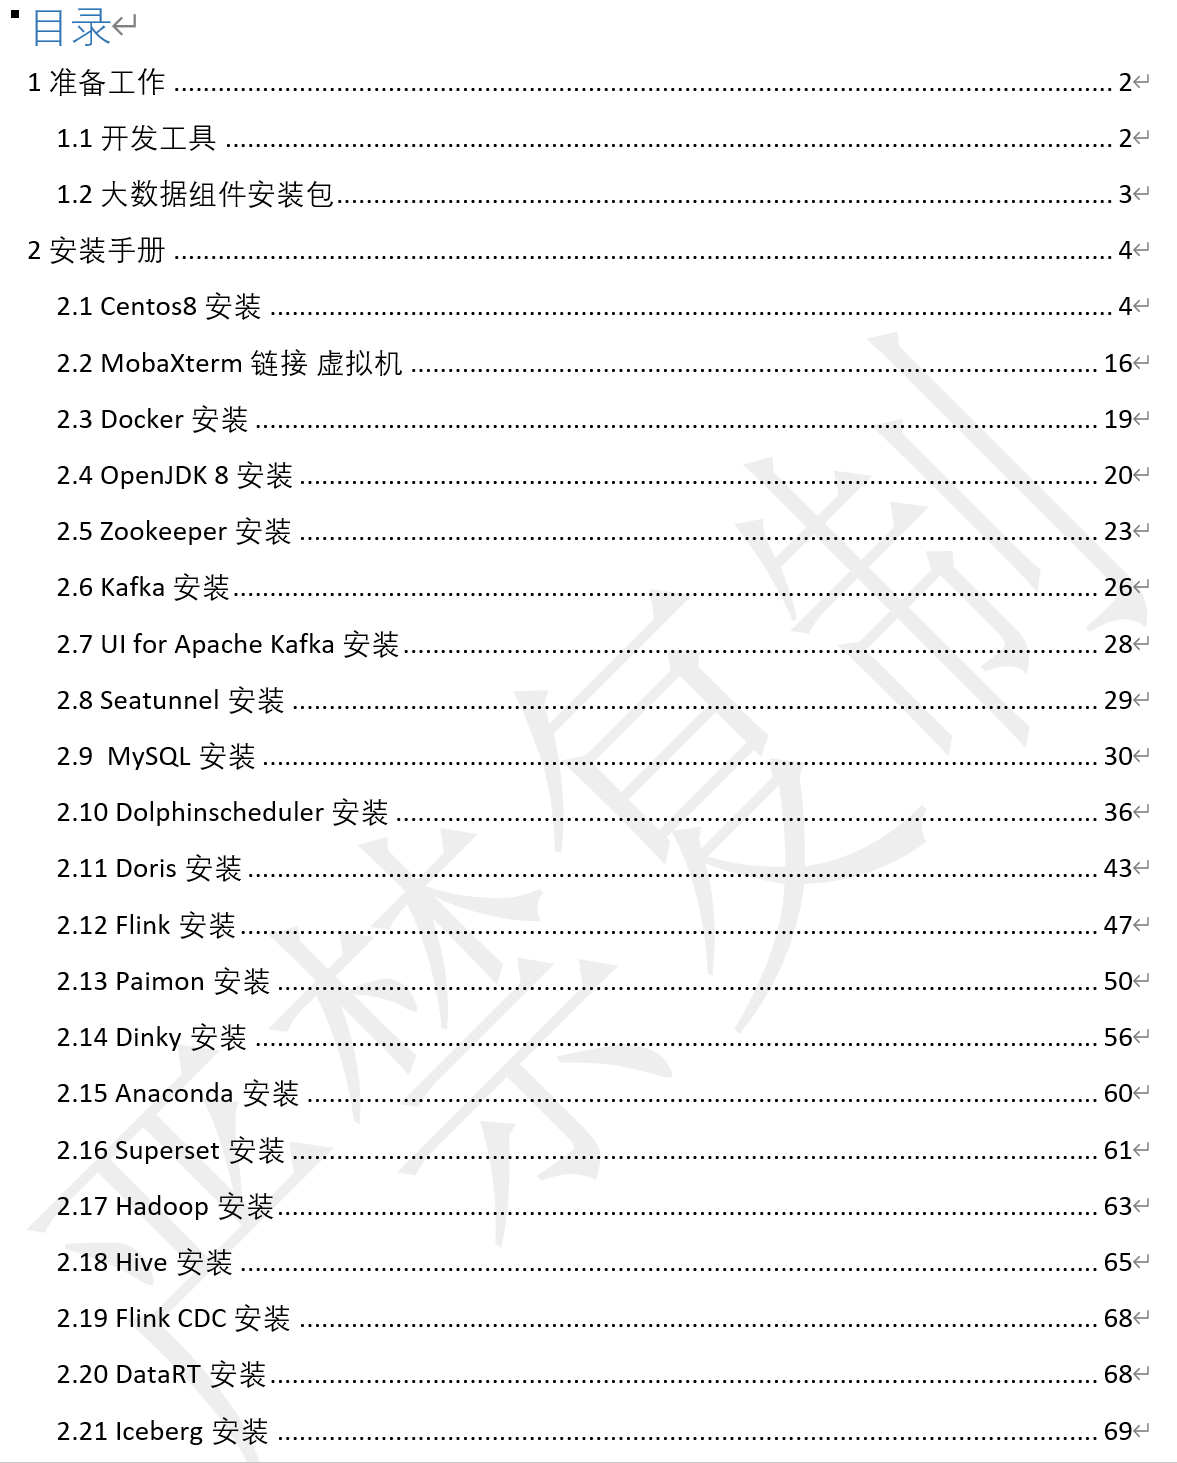 目录
1 准备工作 ........ 2
1.1 开发工具 ........ 2
1.2 大数据组件安装包 ........ 3
2 安装手册 ........ 4
2.1 Centos8 安装 ........ 4
2.2 MobaXterm 链接 虚拟机 ........ 16
2.3 Docker 安装 ........ 19
2.4 OpenJDK 8 安装 ........ 20
2.5 Zookeeper 安装 ........ 23
2.6 Kafka 安装 ........ 26
2.7 UI for Apache Kafka 安装 ........ 28
2.8 Seatunnel 安装 ........ 29
2.9  MySQL 安装 ........ 30
2.10 Dolphinscheduler 安装 ........ 36
2.11 Doris 安装 ........ 43
2.12 Flink 安装 ........ 47
2.13 Paimon 安装 ........ 50
2.14 Dinky 安装 ........ 56
2.15 Anaconda 安装 ........ 60
2.16 Superset 安装 ........ 61
2.17 Hadoop 安装 ........ 63
2.18 Hive 安装 ........ 65
2.19 Flink CDC 安装 ........ 68
2.20 DataRT 安装 ........ 68
2.21 Iceberg 安装 ........ 69
严禁复制